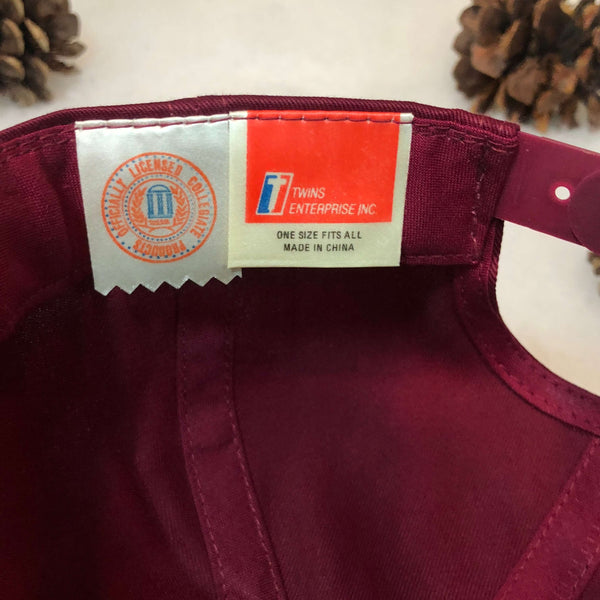 OFFICIALLY LICENSED COLLEGIATE
PRODUCTS
TWINS
ENTERPRISE INC.
ONE SIZE FITS ALL
MADE IN CHINA